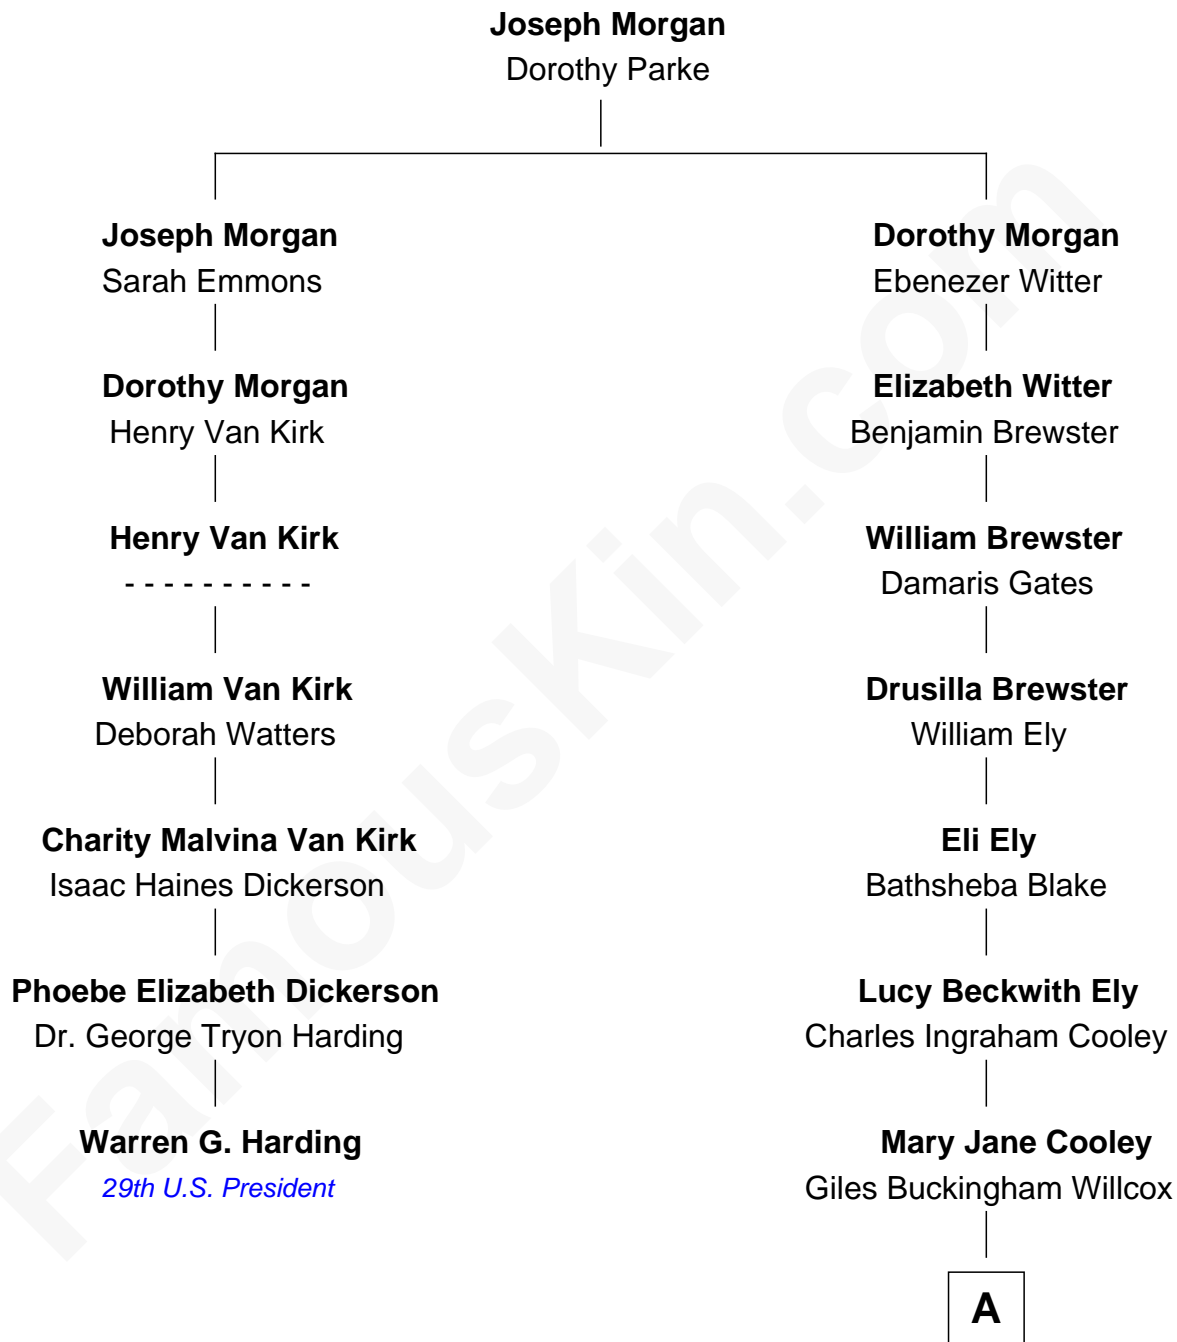 Joseph Morgan
Dorothy Parke
Joseph Morgan
Sarah Emmons
Dorothy Morgan
Henry Van Kirk
Henry Van Kirk
- - - - - - - - - -
William Van Kirk
Deborah Watters
Charity Malvina Van Kirk
Isaac Haines Dickerson
Phoebe Elizabeth Dickerson
Dr. George Tryon Harding
Warren G. Harding
29th U.S. President
Dorothy Morgan
Ebenezer Witter
Elizabeth Witter
Benjamin Brewster
William Brewster
Damaris Gates
Drusilla Brewster
William Ely
Eli Ely
Bathsheba Blake
Lucy Beckwith Ely
Charles Ingraham Cooley
Mary Jane Cooley
Giles Buckingham Willcox
A
FamousKin.com